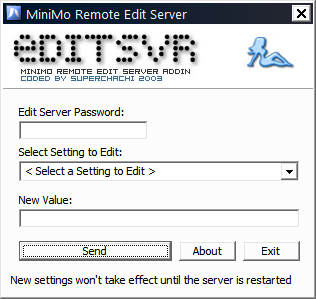 MiniMo Remote Edit Server
eDITSVR
MINIMO REMOTE EDIT SERVER ADDIN
CODED BY SUPERCHACHI 2003
Edit Server Password:
Select Setting to Edit:
< Select a Setting to Edit >
New Value:
Send About Exit
New settings won't take effect until the server is restarted